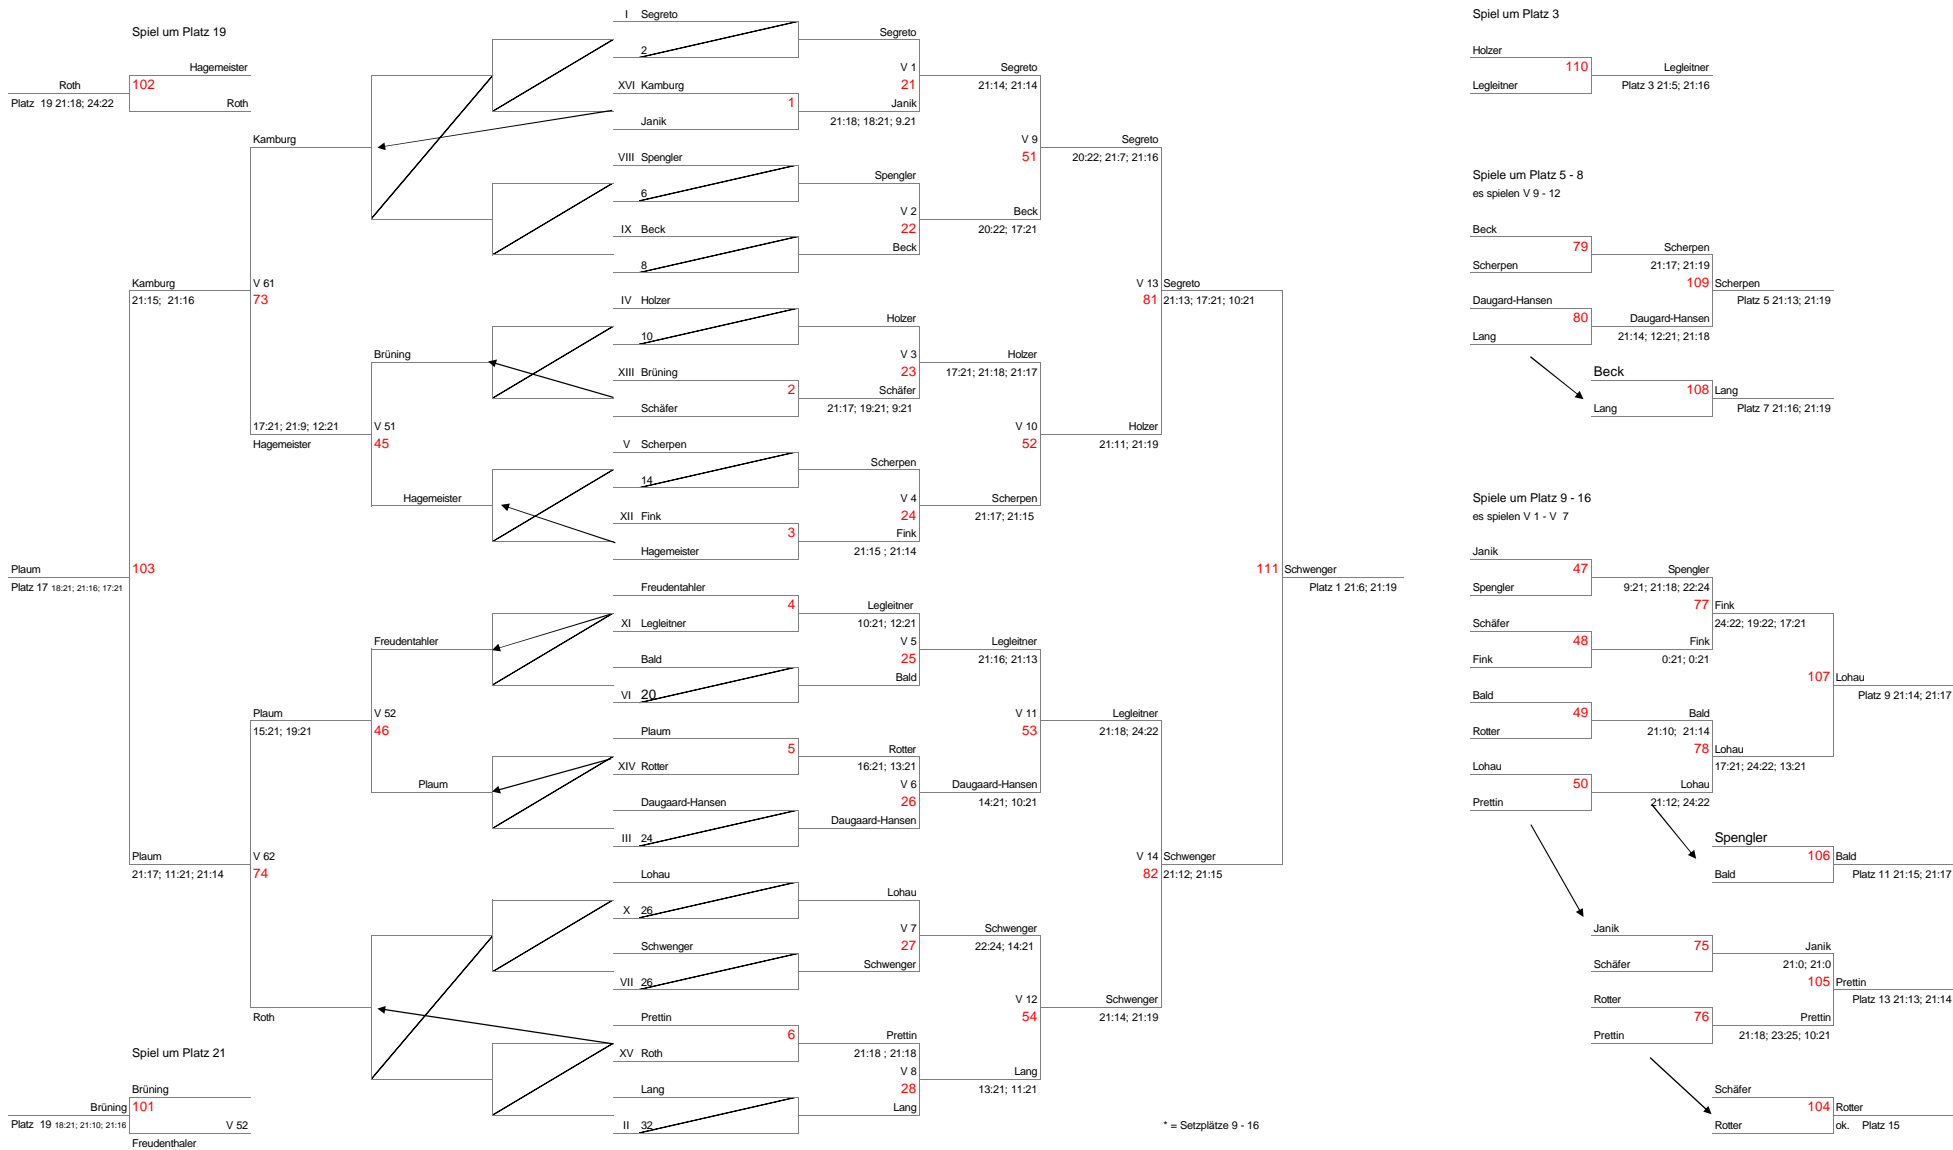 Spiel um Platz 19
Hagemeister
Roth
102
Platz 19 21:18; 24:22
Roth
Kamburg
Kamburg
21:15; 21:16
V 61
73
Brüning
17:21; 21:9; 12:21
Hagemeister
V 51
45
Hagemeister
Plaum
103
Platz 17 18:21; 21:16; 17:21
Freudentahler
Plaum
15:21; 19:21
V 52
46
Plaum
Plaum
21:17; 11:21; 21:14
V 62
74
Roth
Spiel um Platz 21
Brüning
Brüning
101
Platz 19 18:21; 21:10; 21:16
V 52
Freudenthaler
I Segreto
2
XVI Kamburg
1
Janik
VIII Spengler
6
IX Beck
8
IV Holzer
10
XIII Brüning
2
Schäfer
V Scherpen
14
XII Fink
3
Hagemeister
Freudentahler
4
XI Legleitner
Bald
VI 20
Plaum
5
XIV Rotter
Daugaard-Hansen
III 24
Lohau
X 26
Schwenger
VII 26
Prettin
6
XV Roth
Lang
II 32
Segreto
V 1
21
Janik
21:18; 18:21; 9.21
Spengler
V 2
22
Beck
Holzer
V 3
23
Schäfer
21:17; 19:21; 9:21
Scherpen
V 4
24
Fink
21:15 ; 21:14
Legleitner
10:21; 12:21
V 5
25
Bald
Rotter
16:21; 13:21
V 6
26
Daugaard-Hansen
Lohau
V 7
27
Schwenger
Prettin
21:18 ; 21:18
V 8
28
Lang
Segreto
21:14; 21:14
V 9
51
Beck
20:22; 17:21
Holzer
17:21; 21:18; 21:17
V 10
52
Scherpen
21:17; 21:15
Legleitner
21:16; 21:13
V 11
53
Daugaard-Hansen
14:21; 10:21
Schwenger
22:24; 14:21
V 12
54
Lang
13:21; 11:21
Segreto
20:22; 21:7; 21:16
V 13 Segreto
81 21:13; 17:21; 10:21
Holzer
21:11; 21:19
Legleitner
21:18; 24:22
V 14 Schwenger
82 21:12; 21:15
Schwenger
21:14; 21:19
111 Schwenger
Platz 1 21:6; 21:19
* = Setzplätze 9 - 16
Spiel um Platz 3
Holzer
110
Legleitner
Legleitner
Platz 3 21:5; 21:16
Spiele um Platz 5 - 8
es spielen V 9 - 12
Beck
79
Scherpen
Scherpen
21:17; 21:19
109 Scherpen
Platz 5 21:13; 21:19
Daugard-Hansen
80
Daugard-Hansen
Lang
21:14; 12:21; 21:18
Beck
108 Lang
Lang
Platz 7 21:16; 21:19
Spiele um Platz 9 - 16
es spielen V 1 - V 7
Janik
47
Spengler
Spengler
9:21; 21:18; 22:24
77 Fink
24:22; 19:22; 17:21
Schäfer
48
Fink
Fink
0:21; 0:21
107 Lohau
Platz 9 21:14; 21:17
Bald
49
Bald
Rotter
21:10; 21:14
78 Lohau
17:21; 24:22; 13:21
Lohau
50
Lohau
Prettin
21:12; 24:22
Spengler
106 Bald
Bald
Platz 11 21:15; 21:17
Janik
75
Janik
Schäfer
21:0; 21:0
105 Prettin
Platz 13 21:13; 21:14
Rotter
76
Prettin
Prettin
21:18; 23:25; 10:21
Schäfer
104 Rotter
Rotter
ok. Platz 15